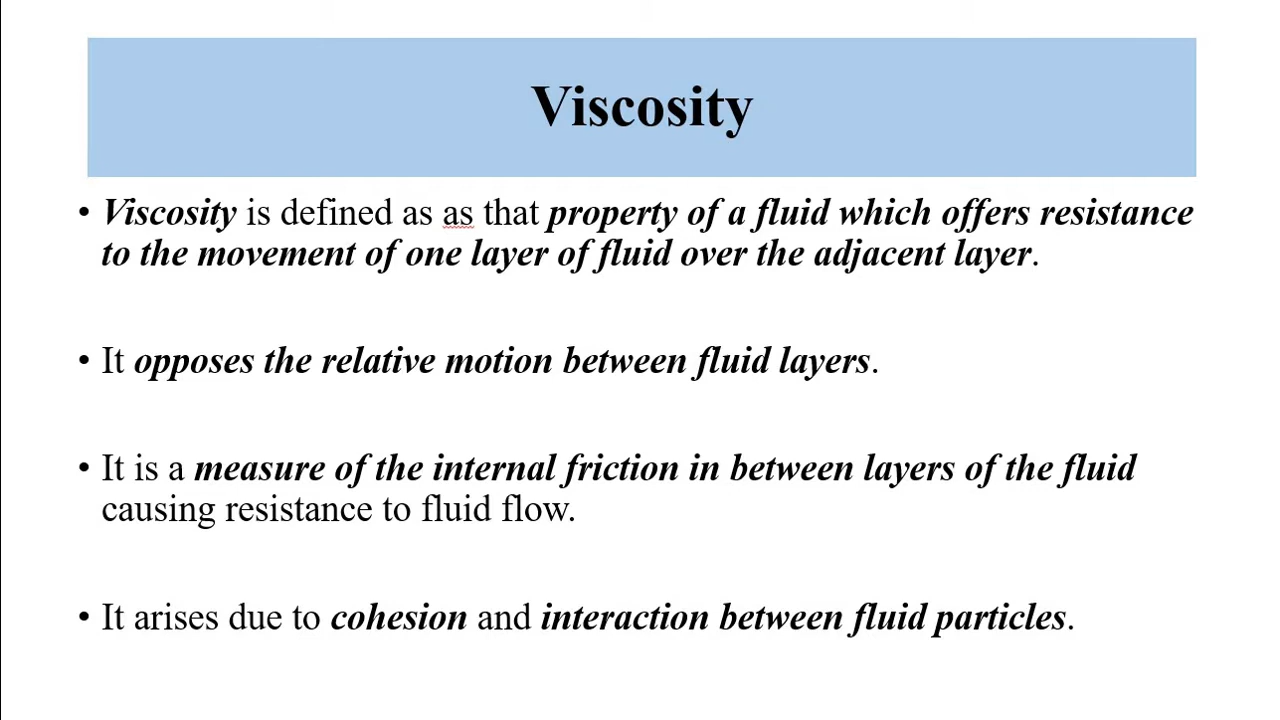 Viscosity
• Viscosity is defined as as that property of a fluid which offers resistance
to the movement of one layer of fluid over the adjacent layer.
• It opposes the relative motion between fluid layers.
• It is a measure of the internal friction in between layers of the fluid
causing resistance to fluid flow.
• It arises due to cohesion and interaction between fluid particles.